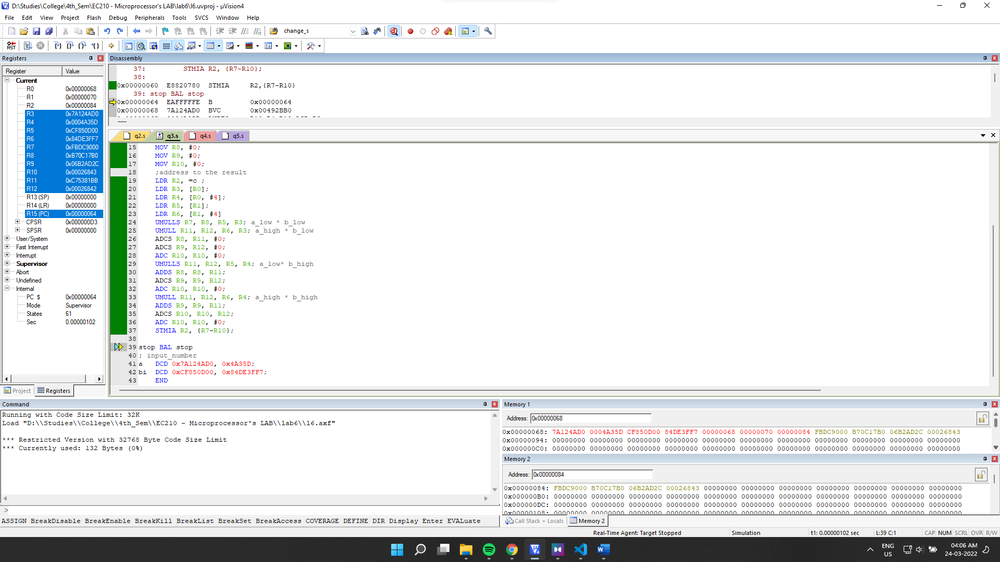 D:\Studies\College\4th_Sem\EC210 - Microprocessor's LAB\lab6\l6.uvproj - µVision4
File Edit View Project Flash Debug Peripherals Tools SVCS Window Help
change_s
RST
Registers
Register Value
Current
R0 0x00000068
R1 0x00000070
R2 0x00000084
R3 0x7A124AD0
R4 0x0004A35D
R5 0xCF850D00
R6 0x84DE3FF7
R7 0xFBDC9000
R8 0xB70C17B0
R9 0x06B2AD2C
R10 0x00026843
R11 0xC75381BB
R12 0x00026842
R13 (SP) 0x00000000
R14 (LR) 0x00000000
R15 (PC) 0x00000064
CPSR 0x000000D3
SPSR 0x00000000
User/System
Fast Interrupt
Interrupt
Supervisor
Abort
Undefined
Internal
PC $ 0x00000064
Mode Supervisor
States 61
Sec 0.00000102
Project Registers
Disassembly
37: STMIA R2, {R7-R10};
38:
0x00000060 E8820780 STMIA R2,{R7-R10}
39: stop BAL stop
0x00000064 EAFFFFFE B 0x00000064
0x00000068 7A124AD0 BVC 0x00492BB0
q2.s q3.s q4.s q5.s
15 MOV R8, #0;
16 MOV R9, #0;
17 MOV R10, #0;
18 ;address to the result
19 LDR R2, =c ;
20 LDR R3, [R0];
21 LDR R4, [R0, #4];
22 LDR R5, [R1];
23 LDR R6, [R1, #4]
24 UMULLS R7, R8, R5, R3; a_low * b_low
25 UMULL R11, R12, R6, R3; a_high * b_low
26 ADCS R8, R11, #0;
27 ADCS R9, R12, #0;
28 ADC R10, R10, #0;
29 UMULLS R11, R12, R5, R4; a_low* b_high
30 ADDS R8, R8, R11;
31 ADCS R9, R9, R12;
32 ADC R10, R10, #0;
33 UMULL R11, R12, R6, R4; a_high * b_high
34 ADDS R9, R9, R11;
35 ADCS R10, R10, R12;
36 ADC R10, R10, #0;
37 STMIA R2, {R7-R10};
38
39 stop BAL stop
40 ; input_number
41 a DCD 0x7A124AD0, 0x4A35D;
42 bi DCD 0xCF850D00, 0x84DE3FF7;
43 END
Command
Running with Code Size Limit: 32K
Load "D:\\Studies\\College\\4th_Sem\\EC210 - Microprocessor's LAB\\lab6\\l6.axf"
*** Restricted Version with 32768 Byte Code Size Limit
*** Currently used: 132 Bytes (0%)
>
ASSIGN BreakDisable BreakEnable BreakKill BreakList BreakSet BreakAccess COVERAGE DEFINE DIR Display Enter EVALuate
Memory 1
Address: 0x00000068
0x00000068: 7A124AD0 0004A35D CF850D00 84DE3FF7 00000068 00000070 00000084 FBDC9000 B70C17B0 06B2AD2C 00026843
0x00000094: 00000000 00000000 00000000 00000000 00000000 00000000 00000000 00000000 00000000 00000000 00000000
0x000000C0: 00000000 00000000 00000000 00000000 00000000 00000000 00000000 00000000 00000000 00000000 00000000
Memory 2
Address: 0x00000084
0x00000084: FBDC9000 B70C17B0 06B2AD2C 00026843 00000000 00000000 00000000 00000000 00000000 00000000 00000000
0x000000B0: 00000000 00000000 00000000 00000000 00000000 00000000 00000000 00000000 00000000 00000000 00000000
0x000000DC: 00000000 00000000 00000000 00000000 00000000 00000000 00000000 00000000 00000000 00000000 00000000
0x00000108: 00000000 00000000 00000000 00000000 00000000 00000000 00000000 00000000 00000000 00000000 00000000
Call Stack + Locals Memory 2
Real-Time Agent: Target Stopped Simulation t1: 0.00000102 sec L:39 C:1 CAP NUM SCRL OVR R/W
ENG
US
04:06 AM
24-03-2022